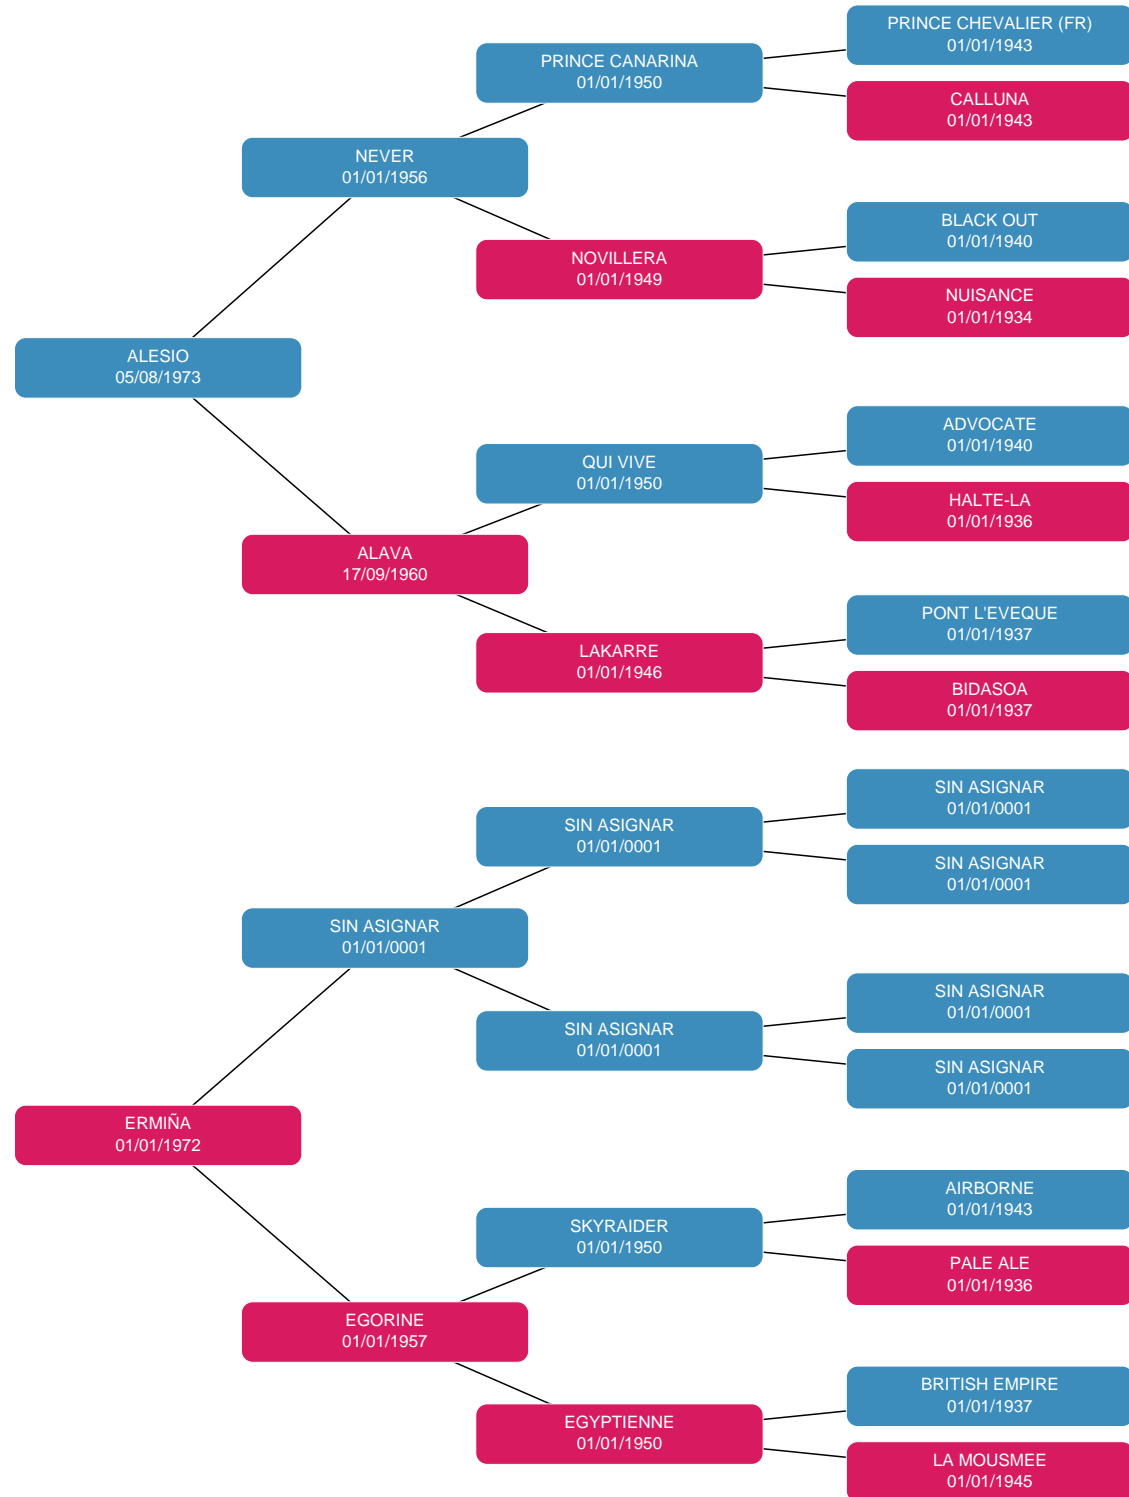 PRINCE CHEVALIER (FR)
01/01/1943
PRINCE CANARINA
01/01/1950
CALLUNA
01/01/1943
NEVER
01/01/1956
BLACK OUT
01/01/1940
NOVILLERA
01/01/1949
NUISANCE
01/01/1934
ALESIO
05/08/1973
ADVOCATE
01/01/1940
QUI VIVE
01/01/1950
HALTE-LA
01/01/1936
ALAVA
17/09/1960
PONT L'EVEQUE
01/01/1937
LAKARRE
01/01/1946
BIDASOA
01/01/1937
SIN ASIGNAR
01/01/0001
SIN ASIGNAR
01/01/0001
SIN ASIGNAR
01/01/0001
SIN ASIGNAR
01/01/0001
SIN ASIGNAR
01/01/0001
SIN ASIGNAR
01/01/0001
SIN ASIGNAR
01/01/0001
ERMIÑA
01/01/1972
AIRBORNE
01/01/1943
SKYRAIDER
01/01/1950
PALE ALE
01/01/1936
EGORINE
01/01/1957
BRITISH EMPIRE
01/01/1937
EGYPTIENNE
01/01/1950
LA MOUSMEE
01/01/1945